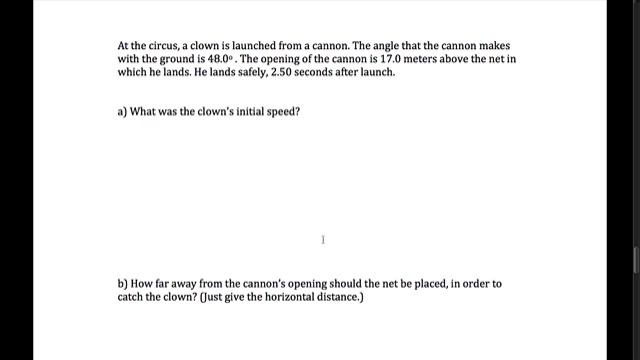 At the circus, a clown is launched from a cannon. The angle that the cannon makes
with the ground is 48.0°. The opening of the cannon is 17.0 meters above the net in
which he lands. He lands safely, 2.50 seconds after launch.
a) What was the clown's initial speed?
b) How far away from the cannon's opening should the net be placed, in order to
catch the clown? (Just give the horizontal distance.)